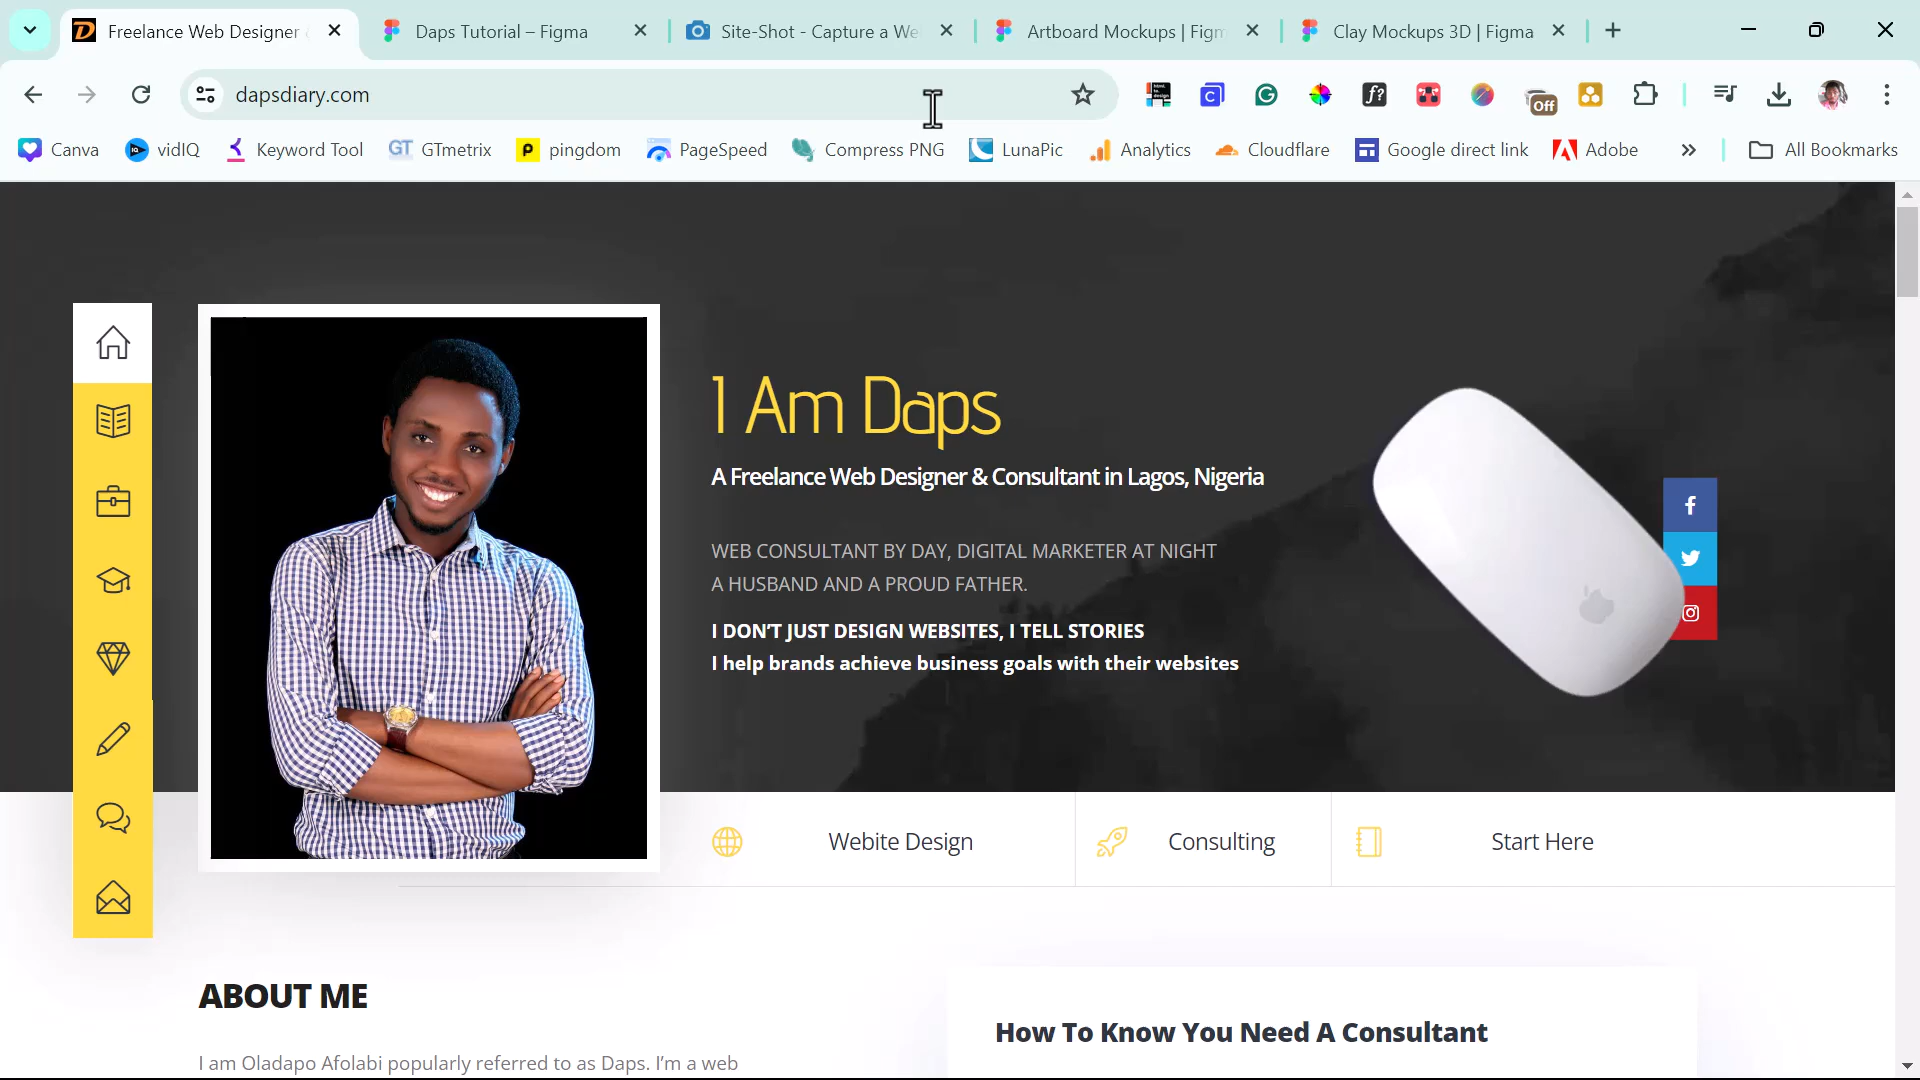 Freelance Web Designer
Daps Tutorial – Figma
Site-Shot - Capture a We
Artboard Mockups | Figm
Clay Mockups 3D | Figma
dapsdiary.com
Off
Canva
vidIQ
Keyword Tool
GT
GTmetrix
pingdom
PageSpeed
Compress PNG
LunaPic
Analytics
Cloudflare
Google direct link
Adobe
All Bookmarks
I Am Daps
A Freelance Web Designer & Consultant in Lagos, Nigeria
WEB CONSULTANT BY DAY, DIGITAL MARKETER AT NIGHT
A HUSBAND AND A PROUD FATHER.
I DON'T JUST DESIGN WEBSITES, I TELL STORIES
I help brands achieve business goals with their websites
Webite Design
Consulting
Start Here
ABOUT ME
How To Know You Need A Consultant
I am Oladapo Afolabi popularly referred to as Daps. I'm a web